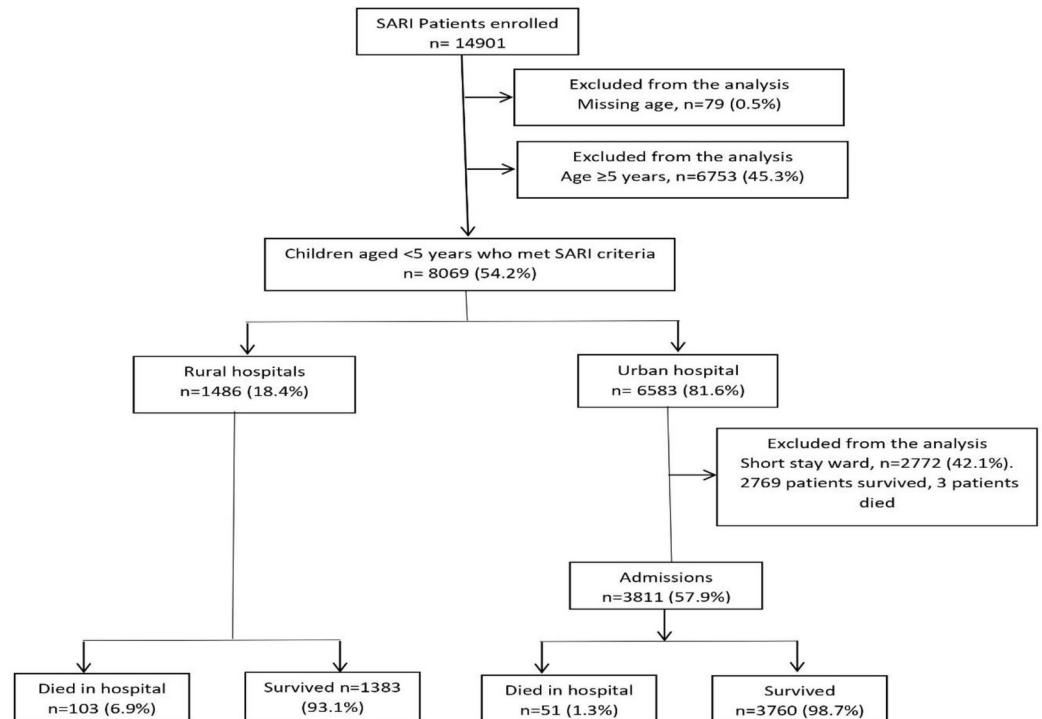 SARI Patients enrolled
n= 14901
Excluded from the analysis
Missing age, n=79 (0.5%)
Excluded from the analysis
Age ≥5 years, n=6753 (45.3%)
Children aged <5 years who met SARI criteria
n= 8069 (54.2%)
Rural hospitals
n=1486 (18.4%)
Urban hospital
n= 6583 (81.6%)
Excluded from the analysis
Short stay ward, n=2772 (42.1%).
2769 patients survived, 3 patients
died
Admissions
n=3811 (57.9%)
Died in hospital
n=103 (6.9%)
Survived n=1383
(93.1%)
Died in hospital
n=51 (1.3%)
Survived
n=3760 (98.7%)